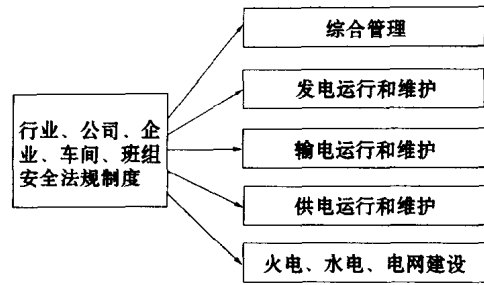 行业、公司、企
业、车间、班组
安全法规制度
综合管理
发电运行和维护
输电运行和维护
供电运行和维护
火电、水电、电网建设